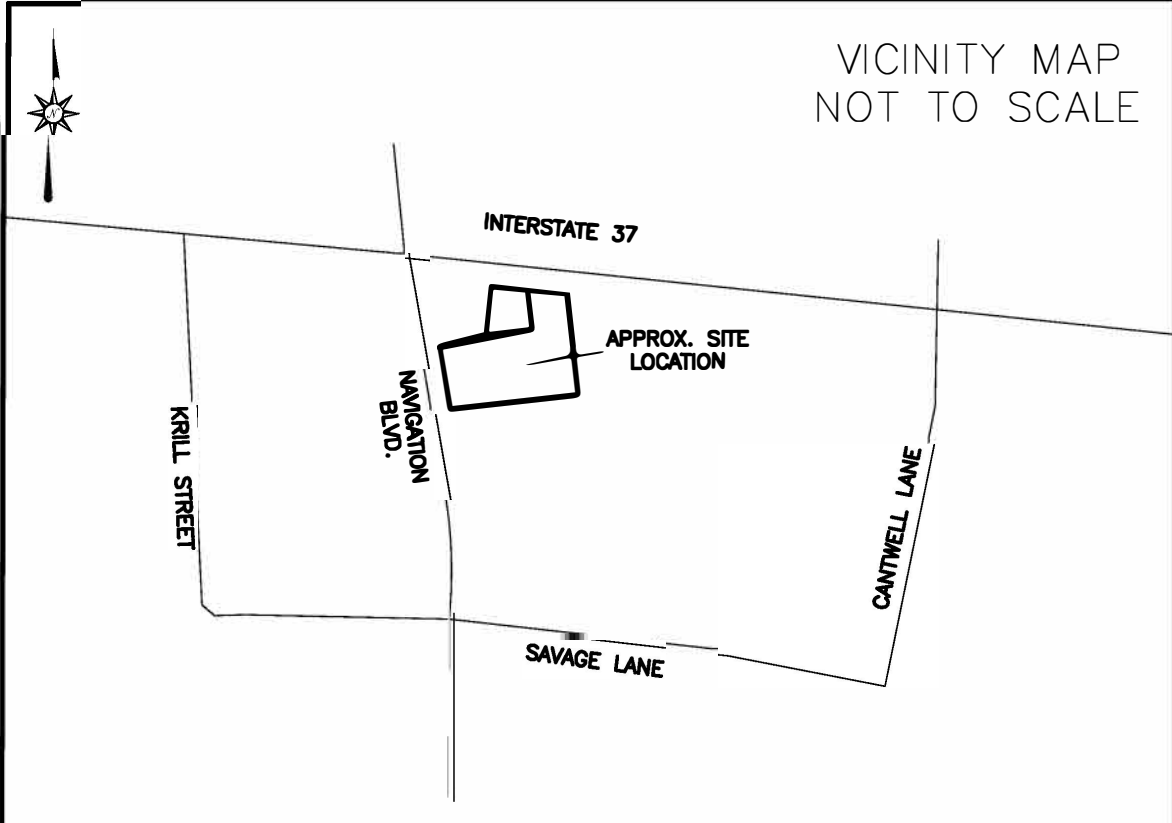 VICINITY MAP
NOT TO SCALE
N
INTERSTATE 37
APPROX. SITE
LOCATION
NAVIGATION
BLVD.
KRILL STREET
CANTWELL LANE
SAVAGE LANE